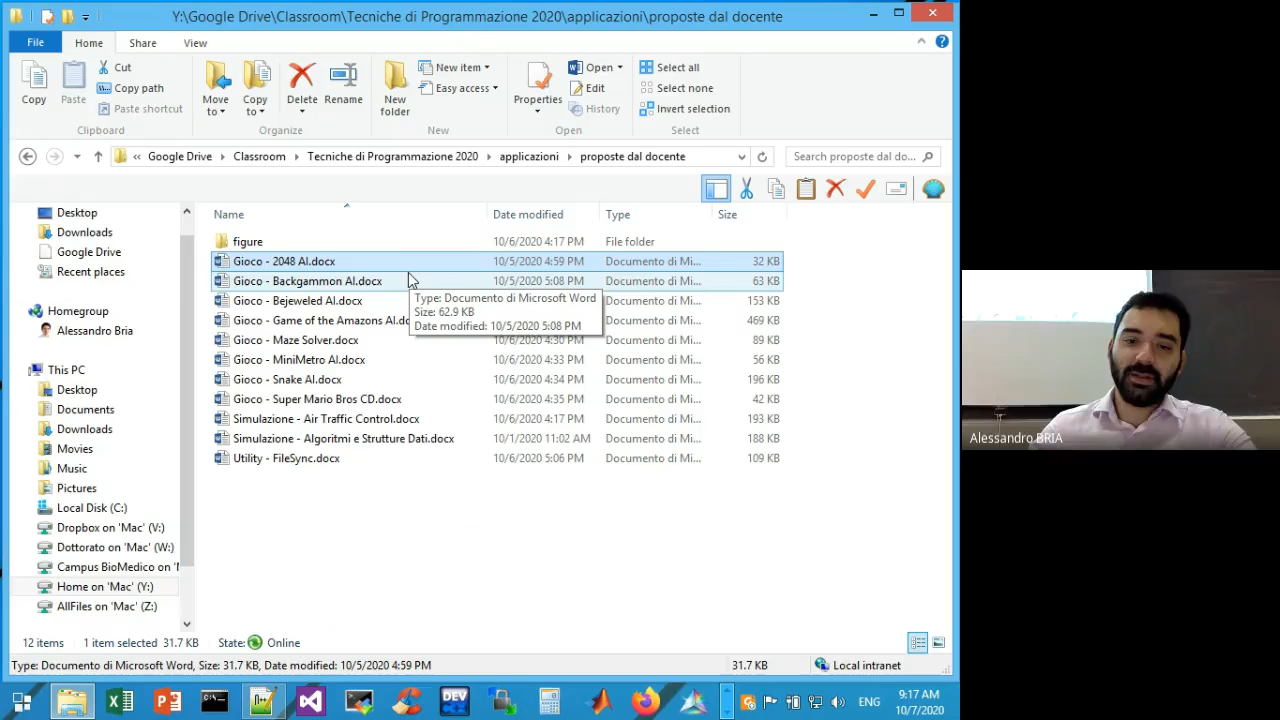 Y:\Google Drive\Classroom\Tecniche di Programmazione 2020\applicazioni\proposte dal docente
File Home Share View
Copy Paste Cut Copy path Paste shortcut
Clipboard
Move to Copy to Delete Rename
Organize
New folder New item Easy access
New
Properties Open Edit History
Open
Select all Select none Invert selection
Select
Google Drive Classroom Tecniche di Programmazione 2020 applicazioni proposte dal docente Search proposte dal do...
Desktop
Downloads
Google Drive
Recent places
Homegroup
Alessandro Bria
This PC
Desktop
Documents
Downloads
Movies
Music
Pictures
Local Disk (C:)
Dropbox on 'Mac' (V:)
Dottorato on 'Mac' (W:)
Campus BioMedico on '
Home on 'Mac' (Y:)
AllFiles on 'Mac' (Z:)
Name Date modified Type Size
figure 10/6/2020 4:17 PM File folder
Gioco - 2048 AI.docx 10/5/2020 4:59 PM Documento di Mi... 32 KB
Gioco - Backgammon AI.docx 10/5/2020 5:08 PM Documento di Mi... 63 KB
Gioco - Bejeweled AI.docx Documento di Mi... 153 KB
Gioco - Game of the Amazons AI.do Documento di Mi... 469 KB
Gioco - Maze Solver.docx 10/6/2020 4:30 PM Documento di Mi... 89 KB
Gioco - MiniMetro AI.docx 10/6/2020 4:33 PM Documento di Mi... 56 KB
Gioco - Snake AI.docx 10/6/2020 4:34 PM Documento di Mi... 196 KB
Gioco - Super Mario Bros CD.docx 10/6/2020 4:35 PM Documento di Mi... 42 KB
Simulazione - Air Traffic Control.docx 10/6/2020 4:17 PM Documento di Mi... 193 KB
Simulazione - Algoritmi e Strutture Dati.docx 10/1/2020 11:02 AM Documento di Mi... 188 KB
Utility - FileSync.docx 10/6/2020 5:06 PM Documento di Mi... 109 KB
Type: Documento di Microsoft Word
Size: 62.9 KB
Date modified: 10/5/2020 5:08 PM
Alessandro BRIA
12 items 1 item selected 31.7 KB State: Online
Type: Documento di Microsoft Word, Size: 31.7 KB, Date modified: 10/5/2020 4:59 PM 31.7 KB Local intranet
DEV
ENG
9:17 AM
10/7/2020